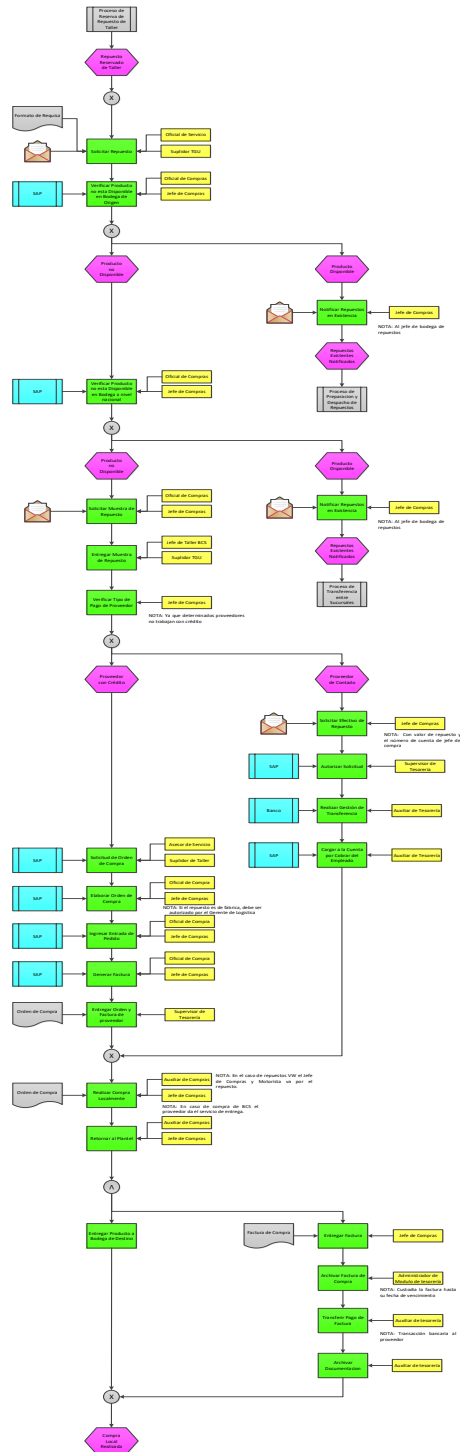 Proceso de
Reserva de
Repuesto de
Taller
Repuesto
Reservado
de Taller
X
Formato de Requisa
Solicitar Repuesto
Oficial de Servicio
Suplidor TGU
SAP
Verificar Producto
no esta Disponible
en Bodega de
Origen
Oficial de Compras
Jefe de Compras
X
Producto
no
Disponible
Producto
Disponible
Notificar Repuestos
en Existencia
Jefe de Compras
NOTA: Al jefe de bodega de
repuestos
Repuestos
Existentes
Notificados
Proceso de
Preparacion y
Despacho de
Repuestos
SAP
Verificar Producto
no esta Disponible
en Bodega a nivel
nacional
Oficial de Compras
Jefe de Compras
X
Producto
no
Disponible
Producto
Disponible
Solicitar Muestra de
Repuesto
Oficial de Compras
Jefe de Compras
Notificar Repuestos
en Existencia
Jefe de Compras
NOTA: Al jefe de bodega de
repuestos
Entregar Muestra
de Repuesto
Jefe de Taller BCS
Suplidor TGU
Repuestos
Existentes
Notificados
Proceso de
Transferencia
entre
Sucursales
Verificar Tipo de
Pago de Proveedor
Jefe de Compras
NOTA: Ya que determinados proveedores
no trabajan con crédito
X
Proveedor
con Crédito
Proveedor
de Contado
Solicitar Efectivo de
Repuesto
Jefe de Compras
NOTA: Con valor de repuesto y
el número de cuenta de jefe de
compra
SAP
Autorizar Solicitud
Supervisor de
Tesorería
Banco
Realizar Gestión de
Transferencia
Auxiliar de Tesorería
SAP
Cargar a la Cuenta
por Cobrar del
Empleado
Auxiliar de Tesorería
SAP
Solicitud de Orden
de Compra
Asesor de Servicio
Suplidor de Taller
SAP
Elaborar Orden de
Compra
Oficial de Compra
Jefe de Compras
NOTA: Si el repuesto es de fábrica, debe ser
autorizado por el Gerente de Logística
SAP
Ingresar Entrada de
Pedido
Oficial de Compra
Jefe de Compras
SAP
Generar Factura
Oficial de Compra
Jefe de Compras
Orden de Compra
Entregar Orden y
Factura de
proveedor
Supervisor de
Tesorería
X
Orden de Compra
Realizar Compra
Localmente
Auxiliar de Compras
Jefe de Compras
NOTA: En el caso de repuestos VW el Jefe
de Compras y Motorista va por el
repuesto.
NOTA: En caso de compra de BCS el
proveedor da el servicio de entrega.
Retornar al Plantel
Auxiliar de Compras
Jefe de Compras
Λ
Entregar Producto a
Bodega de Destino
Factura de Compra
Entregar Factura
Jefe de Compras
Archivar Factura de
Compra
Administrador de
Modulo de tesorería
NOTA: Custodia la factura hasta
su fecha de vencimiento
Transferir Pago de
Factura
Auxiliar de tesorería
NOTA: Transacción bancaria al
proveedor
Archivar
Documentacion
Auxiliar de tesorería
X
Compra
Local
Realizada